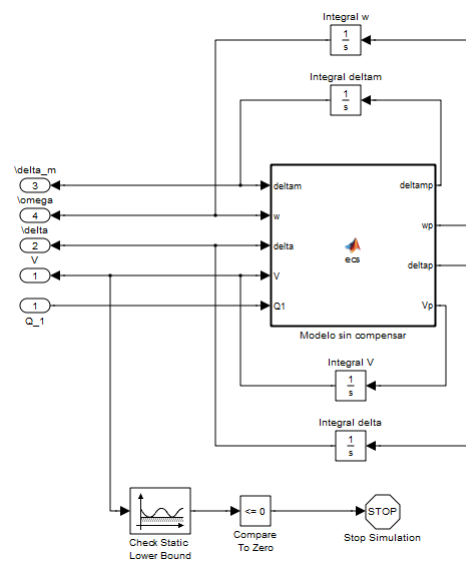 Integral w
1
s
Integral deltam
1
s
\delta_m
3
\omega
4
\delta
2
V
1
1
Q_1
deltam
w
delta
V
Q1
ecs
deltamp
wp
deltap
Vp
Modelo sin compensar
Integral V
1
s
Integral delta
1
s
Check Static
Lower Bound
<= 0
Compare
To Zero
STOP
Stop Simulation